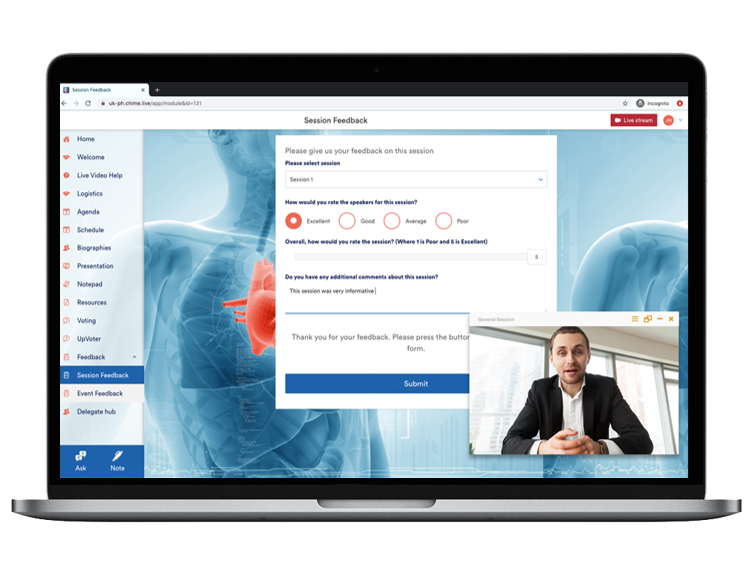 Session Feedback
uk-ph.chime.live/app/module&id=131
Incognito
Session Feedback
Live stream
JM
Home
Welcome
Live Video Help
Logistics
Agenda
Schedule
Biographies
Presentation
Notepad
Resources
Voting
UpVoter
Feedback
Session Feedback
Event Feedback
Delegate hub
Ask
Note
Please give us your feedback on this session
Please select session
Session 1
How would you rate the speakers for this session?
Excellent Good Average Poor
Overall, how would you rate the session? (Where 1 is Poor and 5 is Excellent)
5
Do you have any additional comments about this session?
This session was very informative
Thank you for your feedback. Please press the button
form.
Submit
General Session